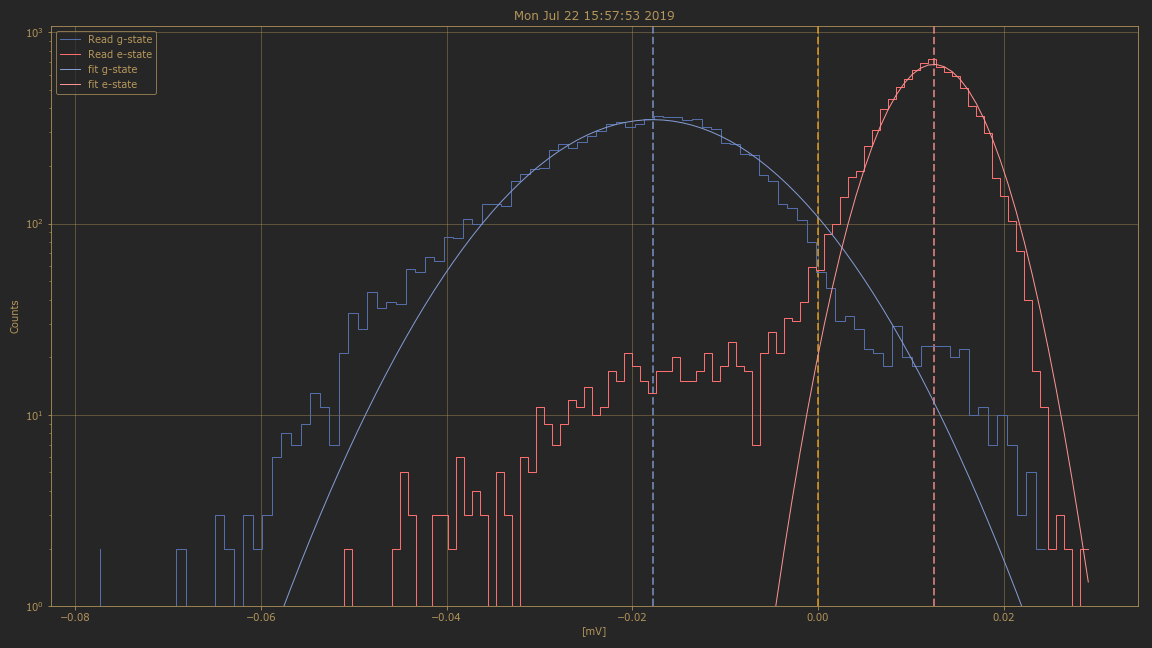 Mon Jul 22 15:57:53 2019
Read g-state
Read e-state
fit g-state
fit e-state
10³
10²
10¹
10⁰
Counts
−0.08 −0.06 −0.04 −0.02 0.00 0.02
[mV]